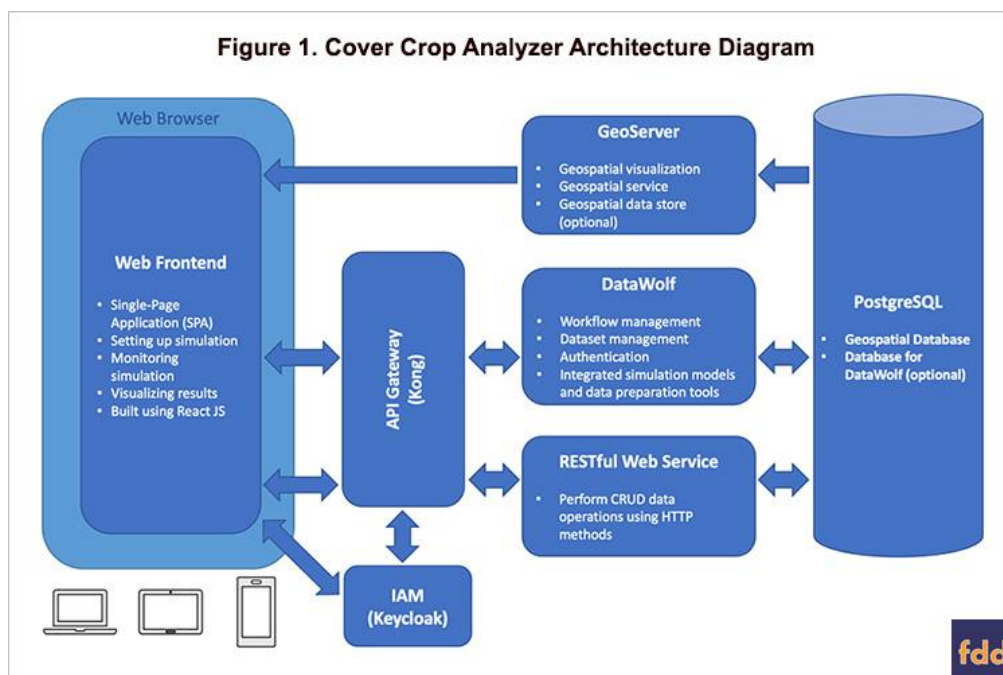 Figure 1. Cover Crop Analyzer Architecture Diagram
Web Browser
Web Frontend
▪ Single-Page
Application (SPA)
▪ Setting up simulation
▪ Monitoring
simulation
▪ Visualizing results
▪ Built using React JS
API Gateway
(Kong)
IAM
(Keycloak)
GeoServer
▪ Geospatial visualization
▪ Geospatial service
▪ Geospatial data store
(optional)
DataWolf
▪ Workflow management
▪ Dataset management
▪ Authentication
▪ Integrated simulation models
and data preparation tools
RESTful Web Service
▪ Perform CRUD data
operations using HTTP
methods
PostgreSQL
▪ Geospatial Database
▪ Database for
DataWolf (optional)
fdd